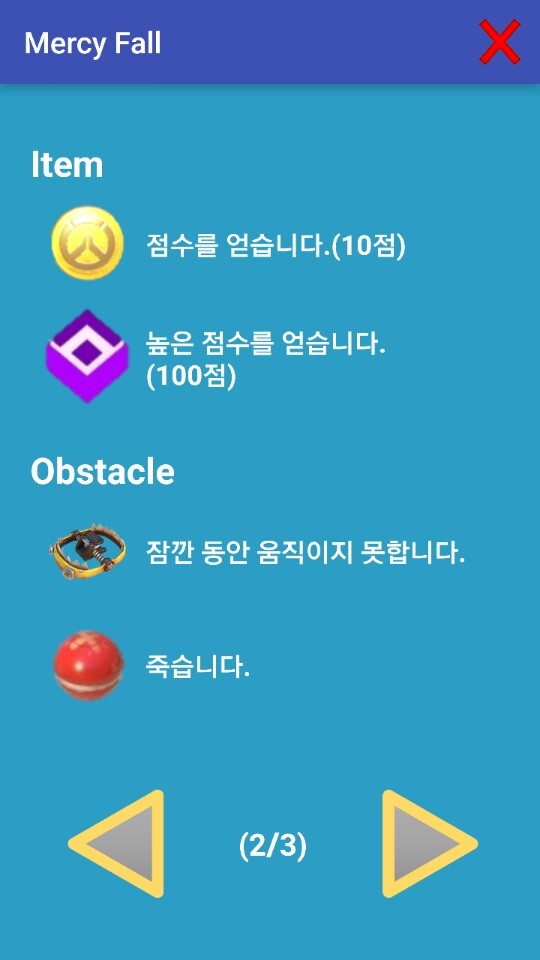 Mercy Fall
Item
점수를 얻습니다.(10점)
높은 점수를 얻습니다.
(100점)
Obstacle
잠깐 동안 움직이지 못합니다.
죽습니다.
(2/3)